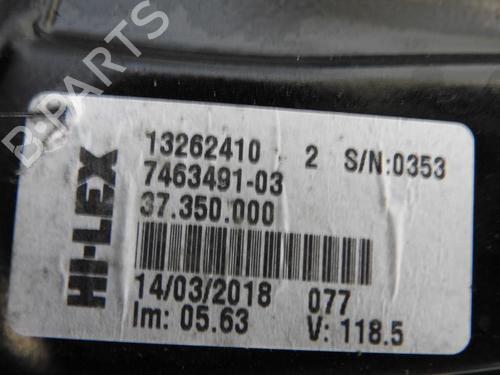 HI-LEX
13262410 2 S/N:0353
7463491-03
37.350.000
14/03/2018 077
Im: 05.63 V: 118.5
B-PARTS